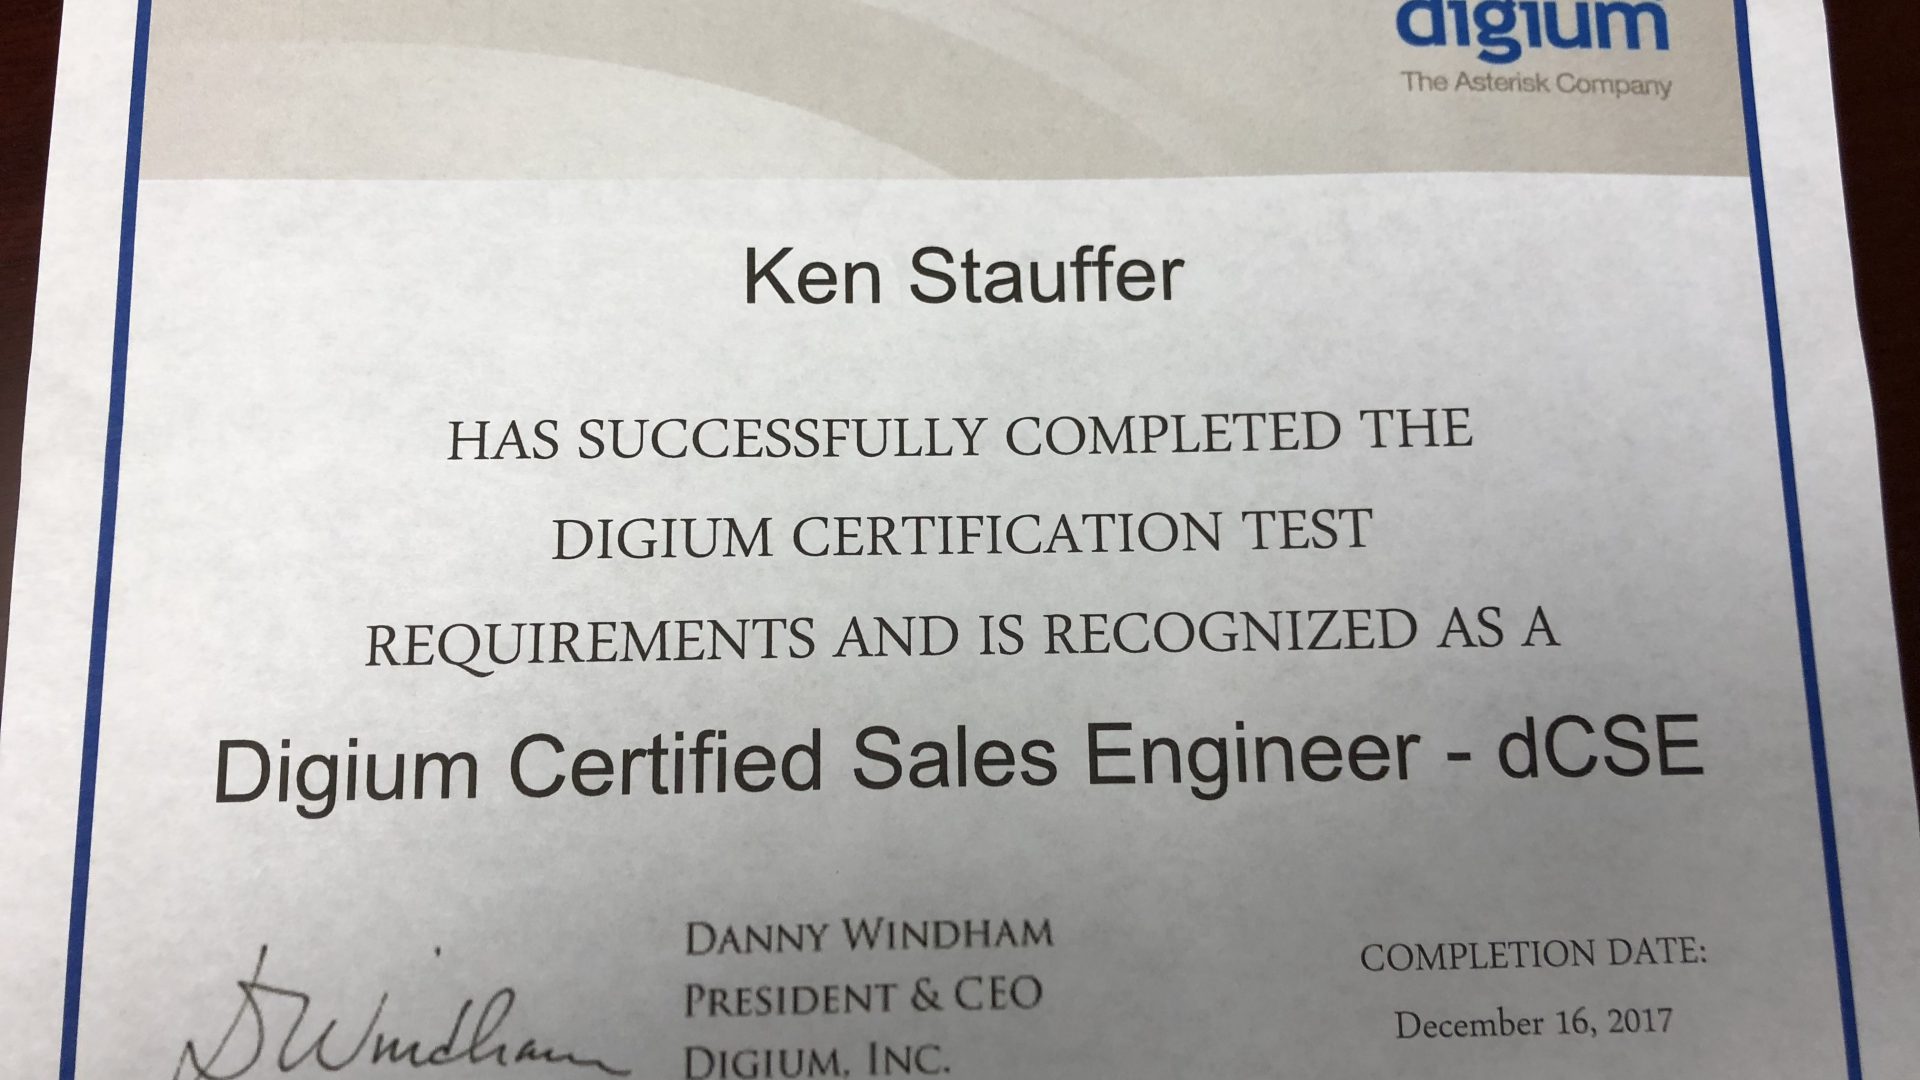 digium
The Asterisk Company
Ken Stauffer
HAS SUCCESSFULLY COMPLETED THE
DIGIUM CERTIFICATION TEST
REQUIREMENTS AND IS RECOGNIZED AS A
Digium Certified Sales Engineer - dCSE
DWindham
DANNY WINDHAM
PRESIDENT & CEO
DIGIUM, INC.
COMPLETION DATE:
December 16, 2017